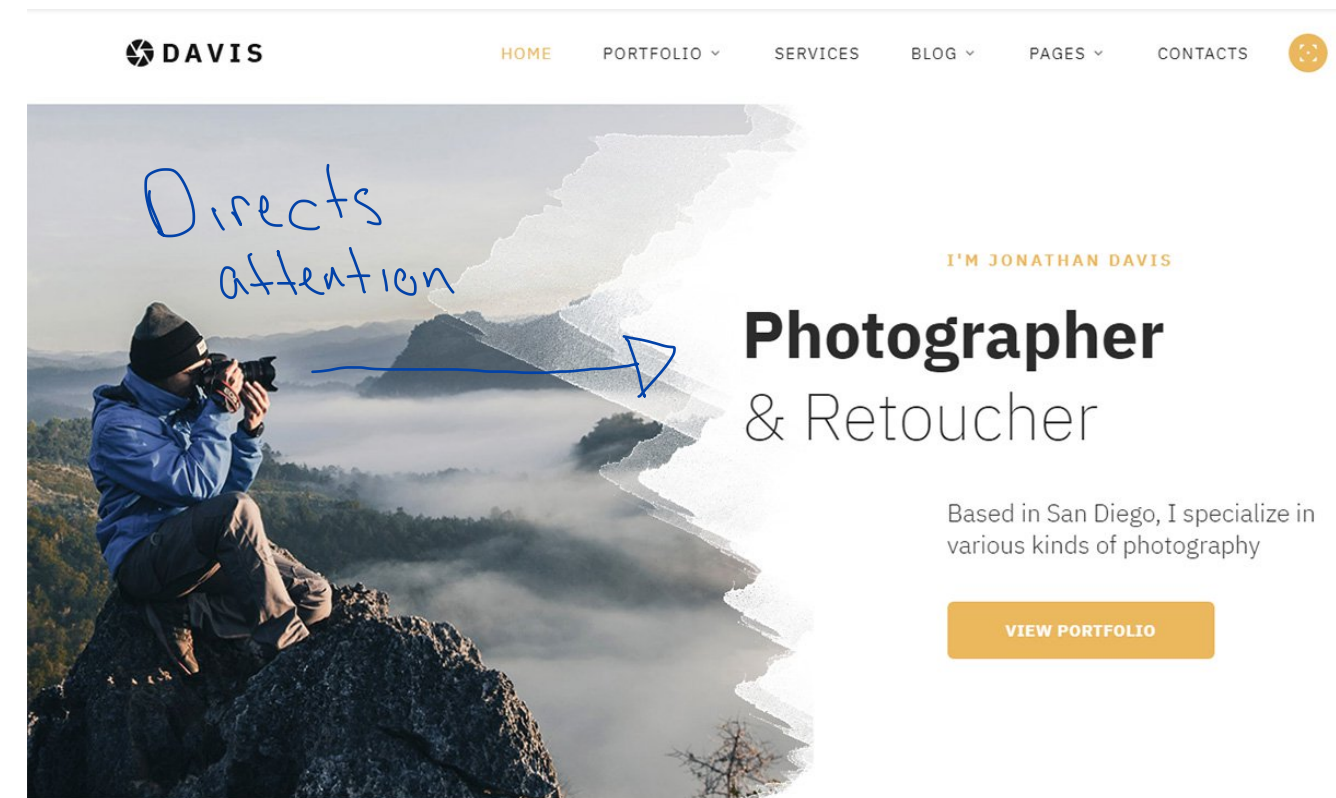 DAVIS
HOME PORTFOLIO SERVICES BLOG PAGES CONTACTS
Directs
attention
I'M JONATHAN DAVIS
Photographer
& Retoucher
Based in San Diego, I specialize in
various kinds of photography
VIEW PORTFOLIO